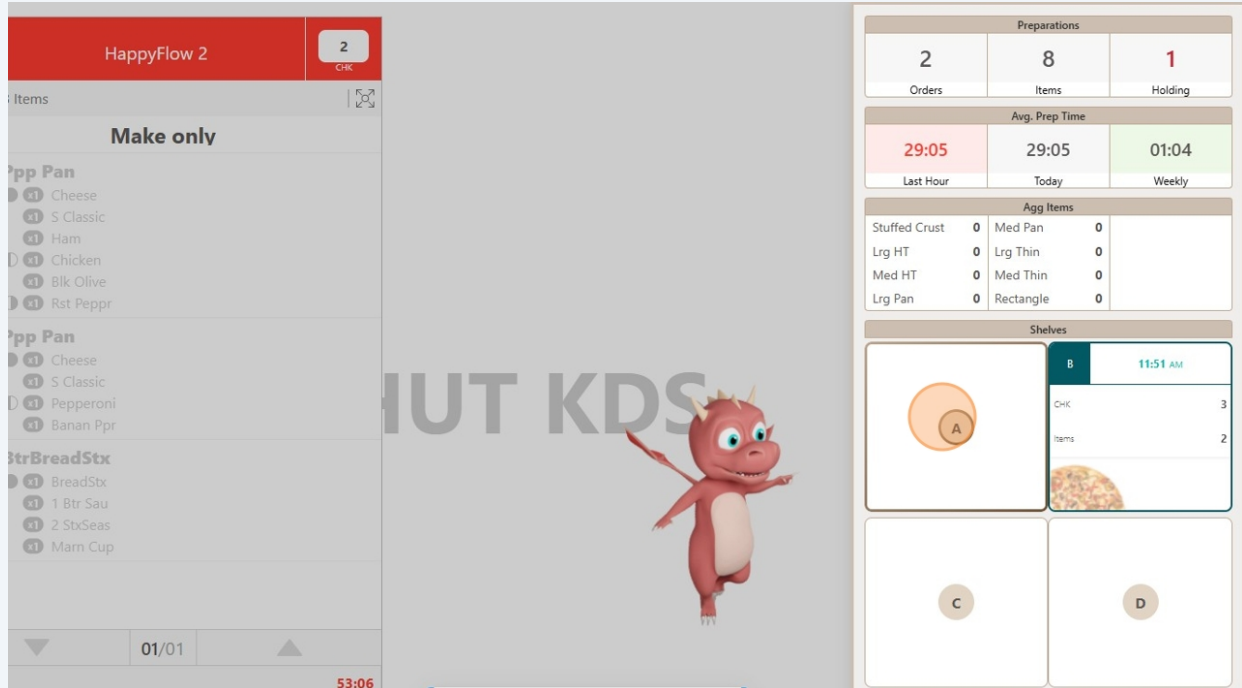 HappyFlow 2
2
CHK
Items
Make only
Ppp Pan
x1 Cheese
x1 S Classic
x1 Ham
x1 Chicken
x1 Blk Olive
x1 Rst Peppr
Ppp Pan
x1 Cheese
x1 S Classic
x1 Pepperoni
x1 Banan Ppr
BtrBreadStx
x1 BreadStx
x1 1 Btr Sau
x1 2 StxSeas
x1 Marn Cup
01/01
53:06
HUT KDS
Preparations
2 8 1
Orders Items Holding
Avg. Prep Time
29:05 29:05 01:04
Last Hour Today Weekly
Agg Items
Stuffed Crust 0 Med Pan 0
Lrg HT 0 Lrg Thin 0
Med HT 0 Med Thin 0
Lrg Pan 0 Rectangle 0
Shelves
A
B 11:51 AM
CHK 3
Items 2
C D